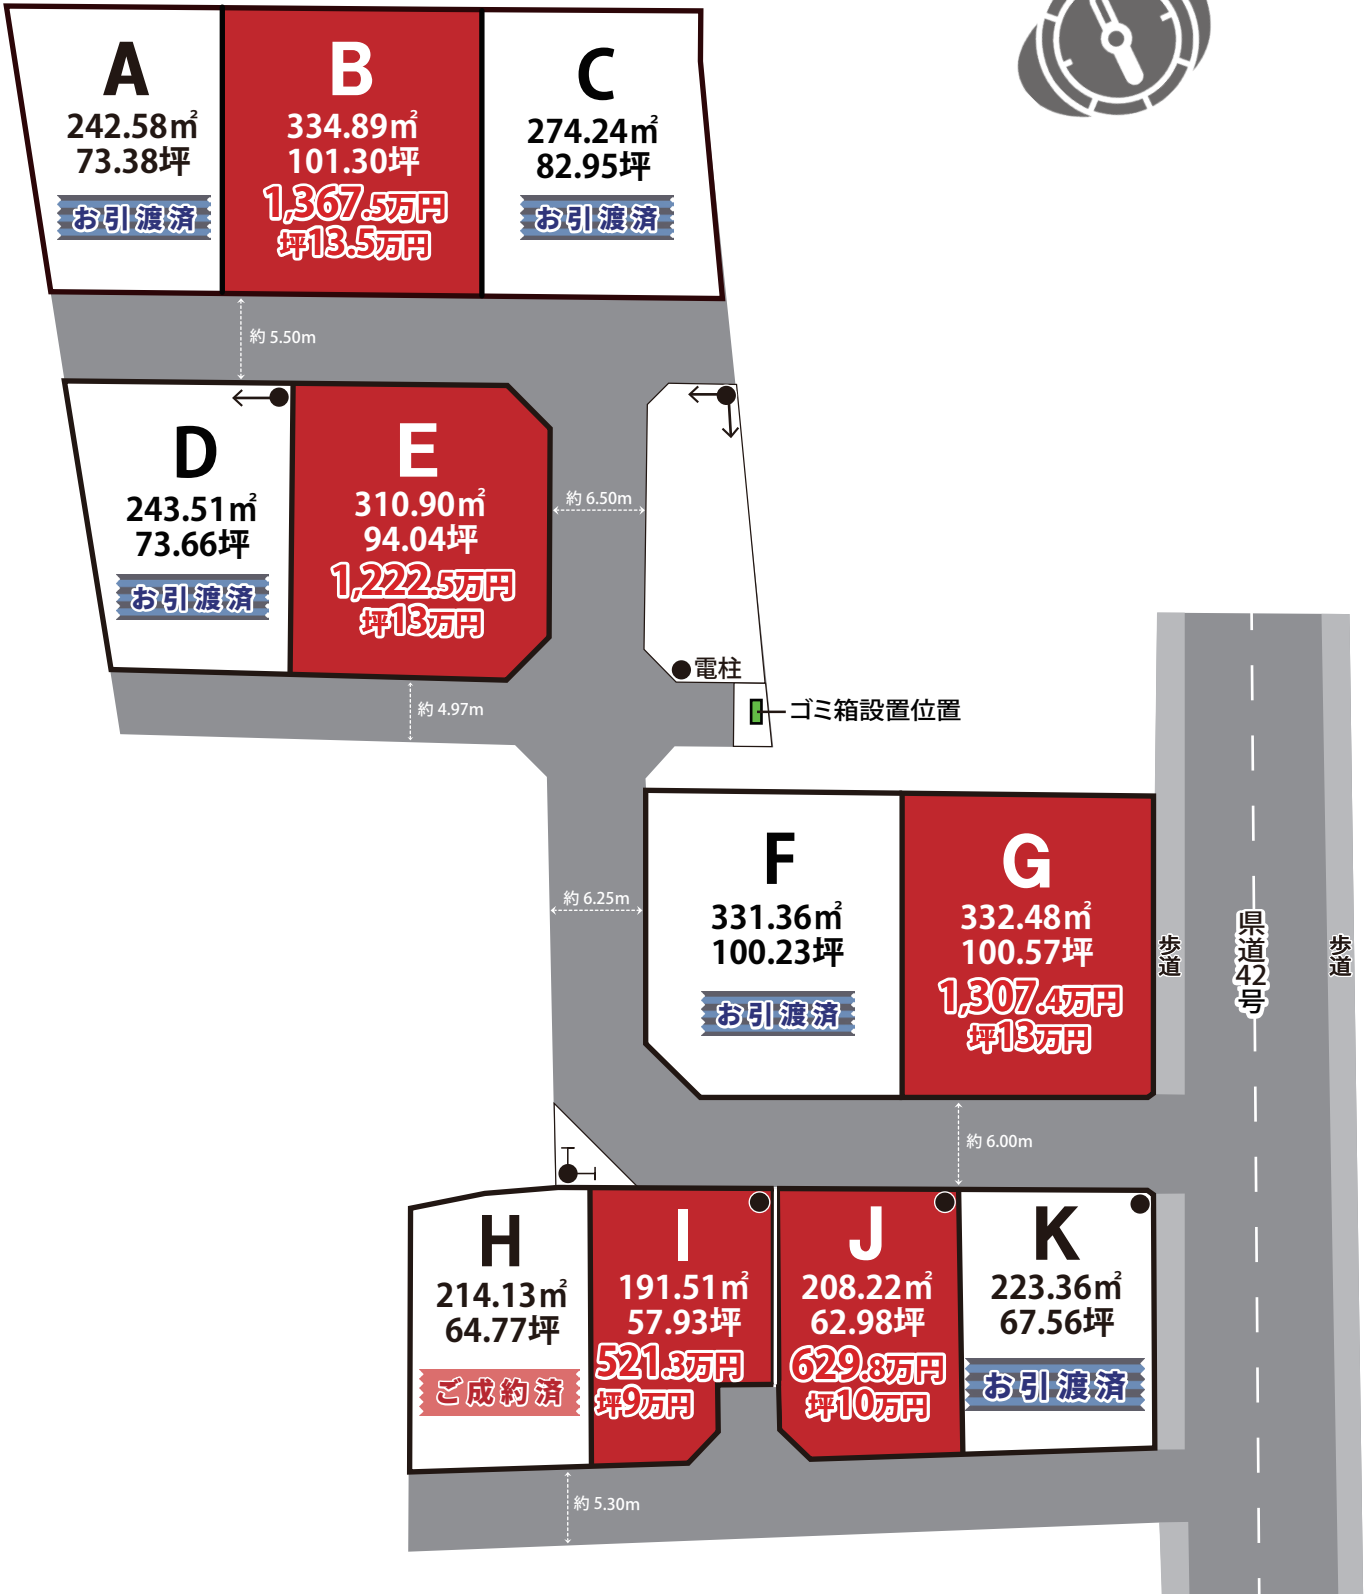 A
242.58㎡
73.38坪
お引渡済
B
334.89㎡
101.30坪
1,367.5万円
坪13.5万円
C
274.24㎡
82.95坪
お引渡済
約 5.50m
D
243.51㎡
73.66坪
お引渡済
E
310.90㎡
94.04坪
1,222.5万円
坪13万円
約 6.50m
電柱
ゴミ箱設置位置
約 4.97m
F
331.36㎡
100.23坪
お引渡済
G
332.48㎡
100.57坪
1,307.4万円
坪13万円
約 6.25m
歩道
県道42号
歩道
約 6.00m
H
214.13㎡
64.77坪
ご成約済
I
191.51㎡
57.93坪
521.3万円
坪9万円
J
208.22㎡
62.98坪
629.8万円
坪10万円
K
223.36㎡
67.56坪
お引渡済
約 5.30m